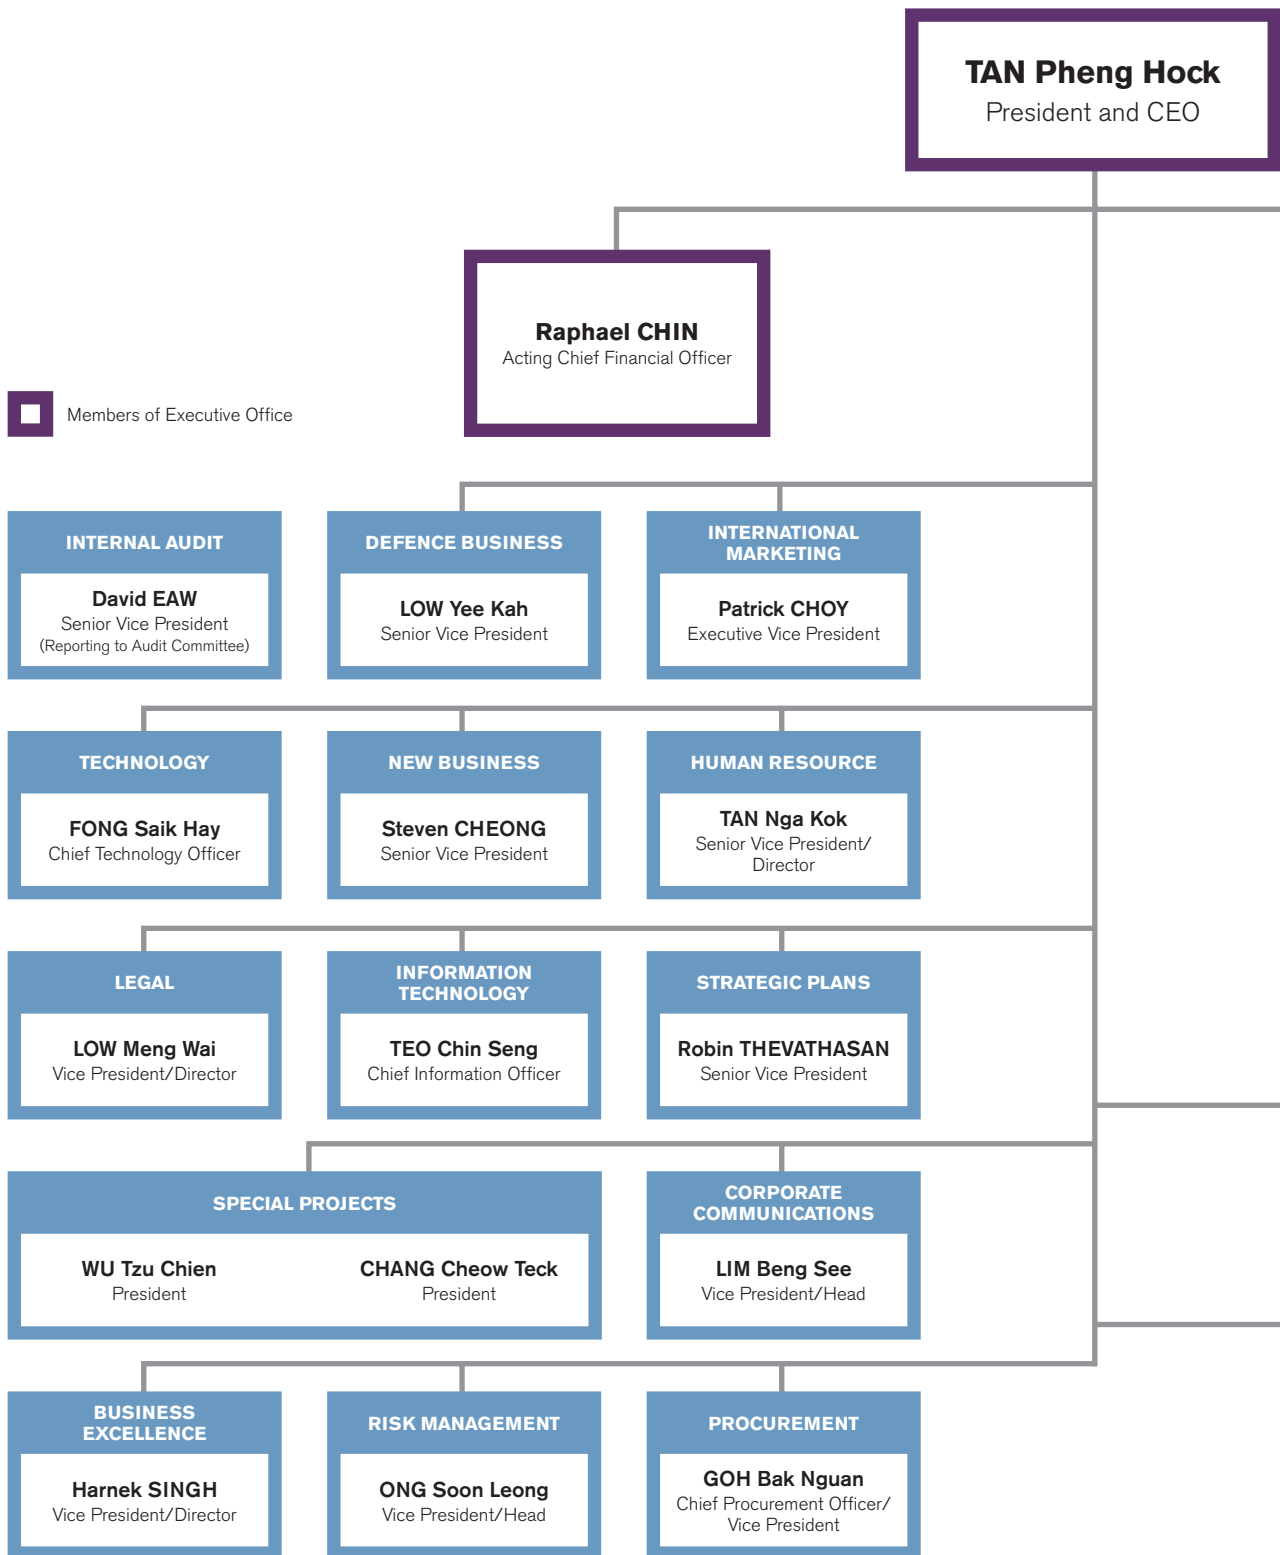 TAN Pheng Hock
President and CEO
Raphael CHIN
Acting Chief Financial Officer
Members of Executive Office
INTERNAL AUDIT
David EAW
Senior Vice President
(Reporting to Audit Committee)
DEFENCE BUSINESS
LOW Yee Kah
Senior Vice President
INTERNATIONAL
MARKETING
Patrick CHOY
Executive Vice President
TECHNOLOGY
FONG Saik Hay
Chief Technology Officer
NEW BUSINESS
Steven CHEONG
Senior Vice President
HUMAN RESOURCE
TAN Nga Kok
Senior Vice President/
Director
LEGAL
LOW Meng Wai
Vice President/Director
INFORMATION
TECHNOLOGY
TEO Chin Seng
Chief Information Officer
STRATEGIC PLANS
Robin THEVATHASAN
Senior Vice President
SPECIAL PROJECTS
WU Tzu Chien
President
CHANG Cheow Teck
President
CORPORATE
COMMUNICATIONS
LIM Beng See
Vice President/Head
BUSINESS
EXCELLENCE
Harnek SINGH
Vice President/Director
RISK MANAGEMENT
ONG Soon Leong
Vice President/Head
PROCUREMENT
GOH Bak Nguan
Chief Procurement Officer/
Vice President